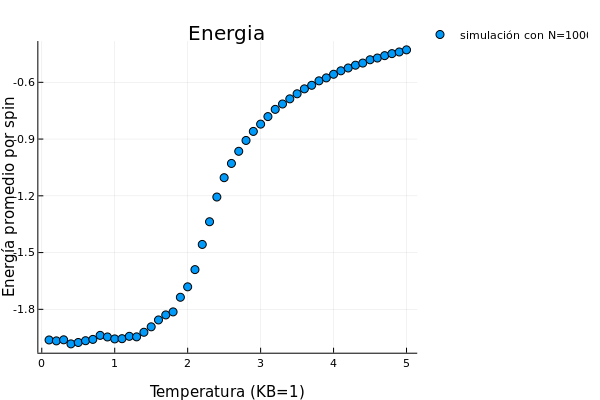 Energia
simulación con N=1000
-0.6
-0.9
-1.2
-1.5
-1.8
Energía promedio por spin
0 1 2 3 4 5
Temperatura (KB=1)